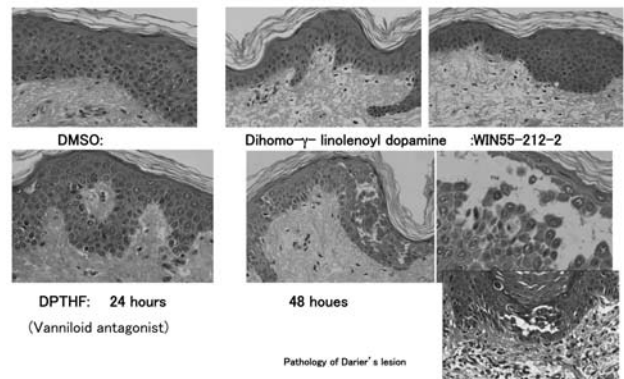 DMSO:
Dihomo-γ- linolenoyl dopamine :WIN55-212-2
DPTHF: 24 hours
48 houes
(Vanniloid antagonist)
Pathology of Darier's lesion